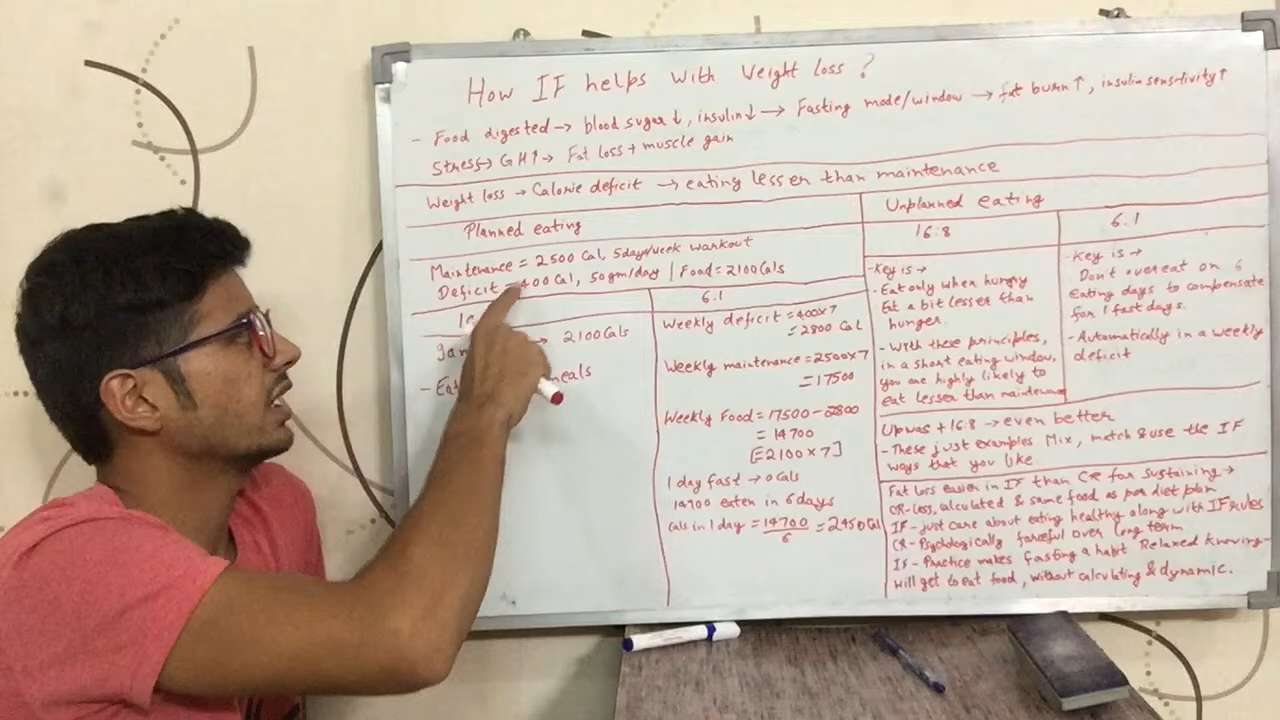 How IF helps with Weight loss ?
- Food digested → blood sugar ↓, insulin ↓ → Fasting mode/window → fat burn ↑, insulin sensitivity ↑
Stress → GH ↑ → Fat loss + muscle gain
Weight loss → Calorie deficit → eating lesser than maintenance
Planned eating
Maintenance = 2500 Cal, 5days/week workout
Deficit = 400 Cal, 50gm/day | Food = 2100Cals
→ 2100Cals
- Eat
meals
6:1
Weekly deficit = 400x7
= 2800 Cal
Weekly maintenance = 2500x7
= 17500
Weekly Food = 17500 - 2800
= 14700
[= 2100 x 7]
1 day fast → 0 Cals
14700 eaten in 6 days
Cals in 1 day = 14700/6 = 2450 Cal
Unplanned eating
16:8
- Key is →
- Eat only when hungry
Eat a bit lesser than
hunger.
- With these principles,
in a short eating window,
you are highly likely to
eat lesser than maintenance
6:1
- Key is -
Don't overeat on 6
eating days to compensate
for 1 fast days.
- Automatically in a weekly
deficit
Upwas + 16:8 → even better
- These just examples. Mix, match & use the IF
ways that you like.
Fat loss easier in IF than CR for sustaining →
CR - Less, calculated & same food as per diet plan
IF - just care about eating healthy along with IF rules
CR - Psychologically forceful over long term
IF - Practice makes fasting a habit. Relaxed knowing -
will get to eat food, without calculating & dynamic.